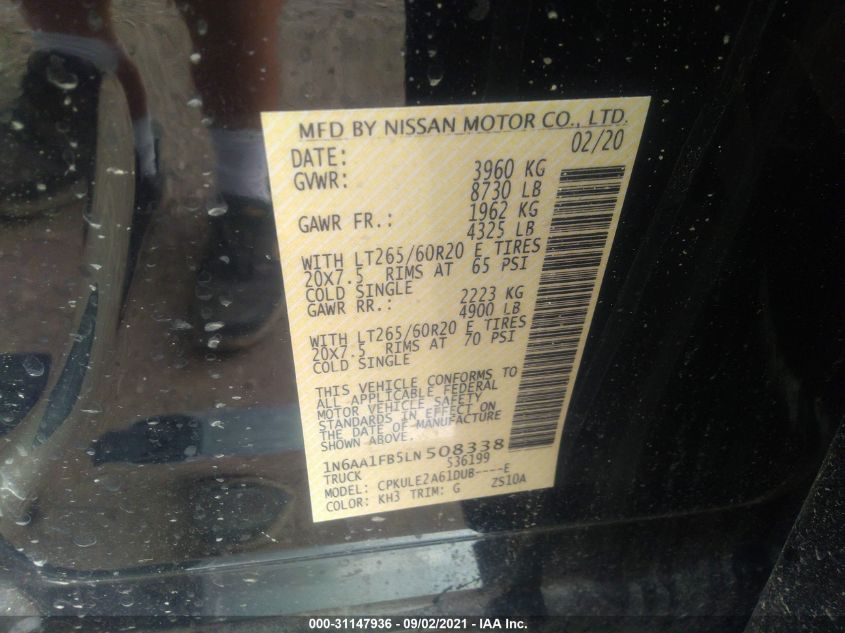 MFD BY NISSAN MOTOR CO., LTD.
DATE: 02/20
GVWR: 3960 KG
8730 LB
GAWR FR.: 1962 KG
4325 LB
WITH LT265/60R20 E TIRES
20X7.5 RIMS AT 65 PSI
COLD SINGLE
GAWR RR.: 2223 KG
4900 LB
WITH LT265/60R20 E TIRES
20X7.5 RIMS AT 70 PSI
COLD SINGLE
THIS VEHICLE CONFORMS TO
ALL APPLICABLE FEDERAL
MOTOR VEHICLE SAFETY
STANDARDS IN EFFECT ON
THE DATE OF MANUFACTURE
SHOWN ABOVE.
1N6AA1FB5LN508338
TRUCK 536199
MODEL: CPKULE2A61DUB----E
COLOR: KH3 TRIM: G ZS10A
000-31147936 - 09/02/2021 - IAA Inc.